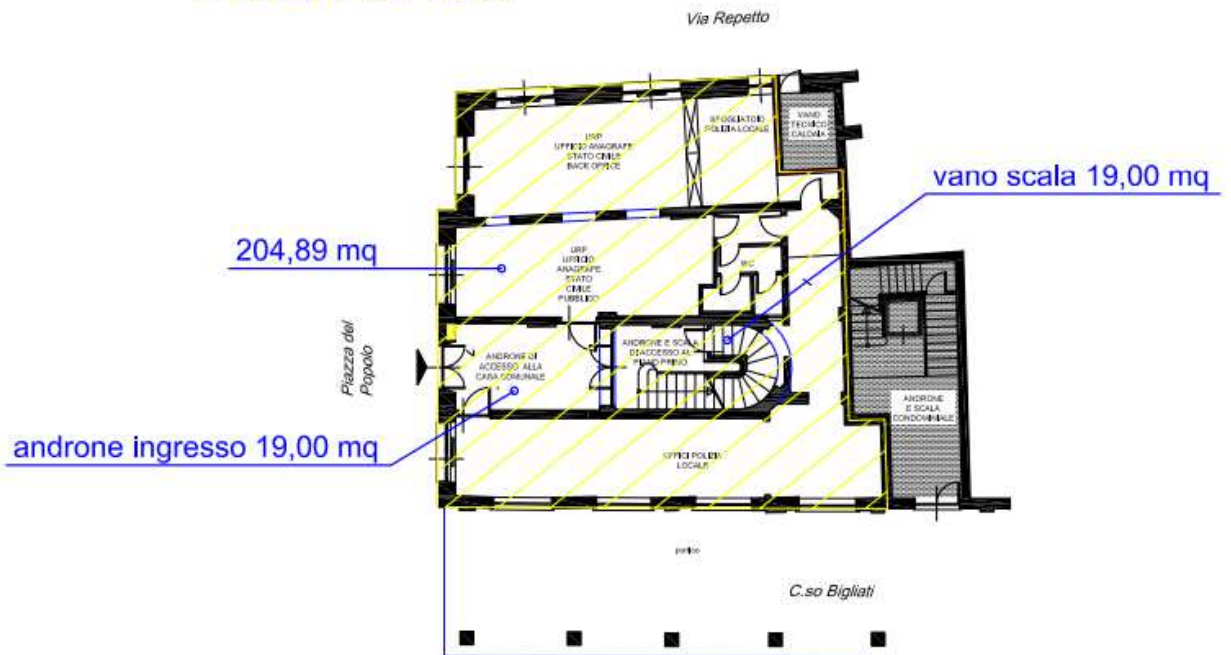 Via Repetto
VANO
TECNICO
CALDAIA
SPOGLIATOIO
POLIZIA LOCALE
URP
UFFICIO ANAGRAFE
STATO CIVILE
BACK OFFICE
vano scala 19,00 mq
204,89 mq
URP
UFFICIO
ANAGRAFE
STATO
CIVILE
PUBBLICO
WC
Piazza del
Popolo
ANDRONE DI
ACCESSO ALLA
CASA COMUNALE
ANDRONE E SCALA
DI ACCESSO AL
PIANO PRIMO
ANDRONE
E SCALA
CONDOMINIALE
androne ingresso 19,00 mq
UFFICI POLIZIA
LOCALE
portico
C.so Bigliati